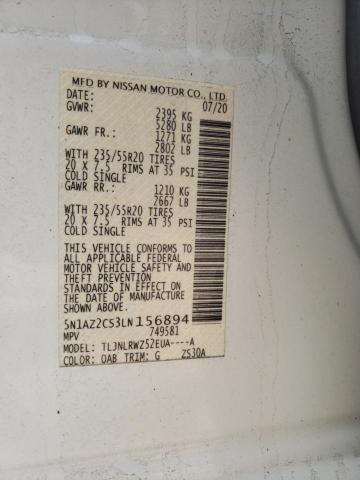 MFD BY NISSAN MOTOR CO., LTD.
DATE: 07/20
GVWR: 2395 KG
5280 LB
GAWR FR.: 1271 KG
2802 LB
WITH 235/55R20 TIRES
20 X 7.5 RIMS AT 35 PSI
COLD SINGLE
GAWR RR.: 1210 KG
2667 LB
WITH 235/55R20 TIRES
20 X 7.5 RIMS AT 35 PSI
COLD SINGLE
THIS VEHICLE CONFORMS TO
ALL APPLICABLE FEDERAL
MOTOR VEHICLE SAFETY
AND THEFT PREVENTION
STANDARDS IN EFFECT ON
THE DATE OF MANUFACTURE
SHOWN ABOVE.
5N1AZ2CS3LN156894
MPV 749581
MODEL: TLJNLRWZ52EUA----A
COLOR: QAB TRIM: G ZS30A